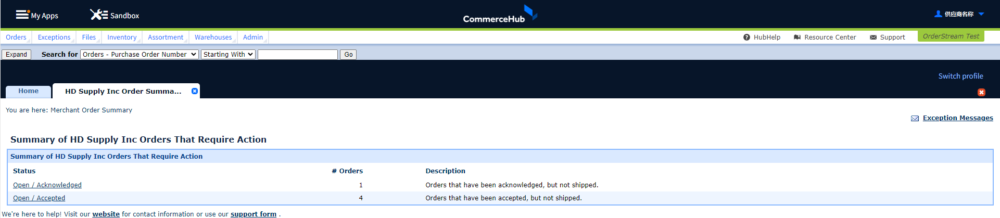 My Apps Sandbox CommerceHub 供应商名称
Orders Exceptions Files Inventory Assortment Warehouses Admin HubHelp Resource Center Support OrderStream Test
Expand Search for Orders - Purchase Order Number Starting With Go
Switch profile
Home HD Supply Inc Order Summa...
You are here: Merchant Order Summary
Exception Messages
Summary of HD Supply Inc Orders That Require Action
Summary of HD Supply Inc Orders That Require Action
Status # Orders Description
Open / Acknowledged 1 Orders that have been acknowledged, but not shipped.
Open / Accepted 4 Orders that have been accepted, but not shipped.
We're here to help! Visit our website for contact information or use our support form .